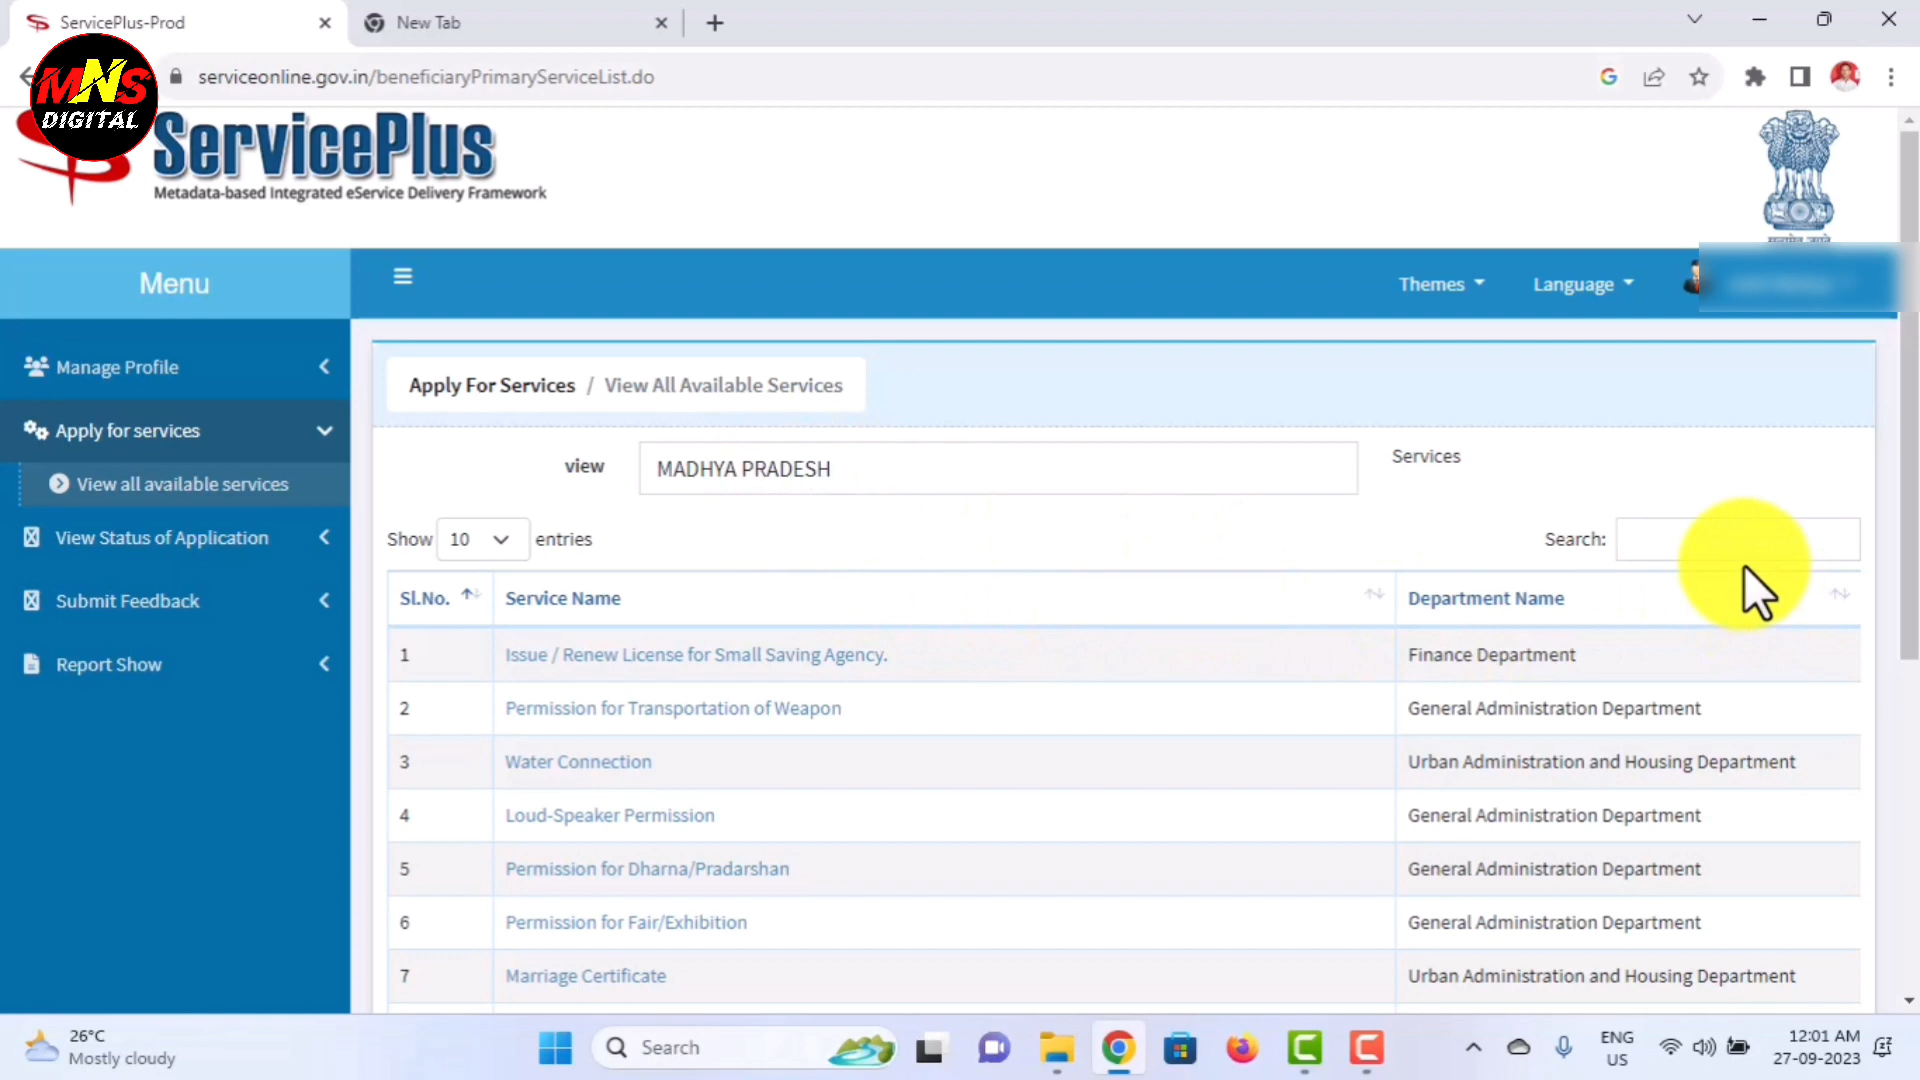 ServicePlus-Prod
New Tab
serviceonline.gov.in/beneficiaryPrimaryServiceList.do
MNS
DIGITAL
ServicePlus
Metadata-based Integrated eService Delivery Framework
Menu
Themes
Language
Manage Profile
Apply for services
View all available services
View Status of Application
Submit Feedback
Report Show
Apply For Services / View All Available Services
view MADHYA PRADESH Services
Show 10 entries Search:
Sl.No. Service Name Department Name
1 Issue / Renew License for Small Saving Agency. Finance Department
2 Permission for Transportation of Weapon General Administration Department
3 Water Connection Urban Administration and Housing Department
4 Loud-Speaker Permission General Administration Department
5 Permission for Dharna/Pradarshan General Administration Department
6 Permission for Fair/Exhibition General Administration Department
7 Marriage Certificate Urban Administration and Housing Department
26°C
Mostly cloudy
Search
ENG
US
12:01 AM
27-09-2023